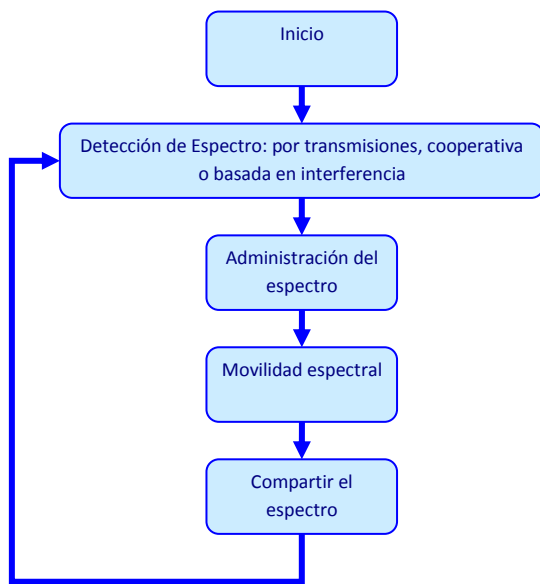 Inicio
Detección de Espectro: por transmisiones, cooperativa
o basada en interferencia
Administración del
espectro
Movilidad espectral
Compartir el
espectro